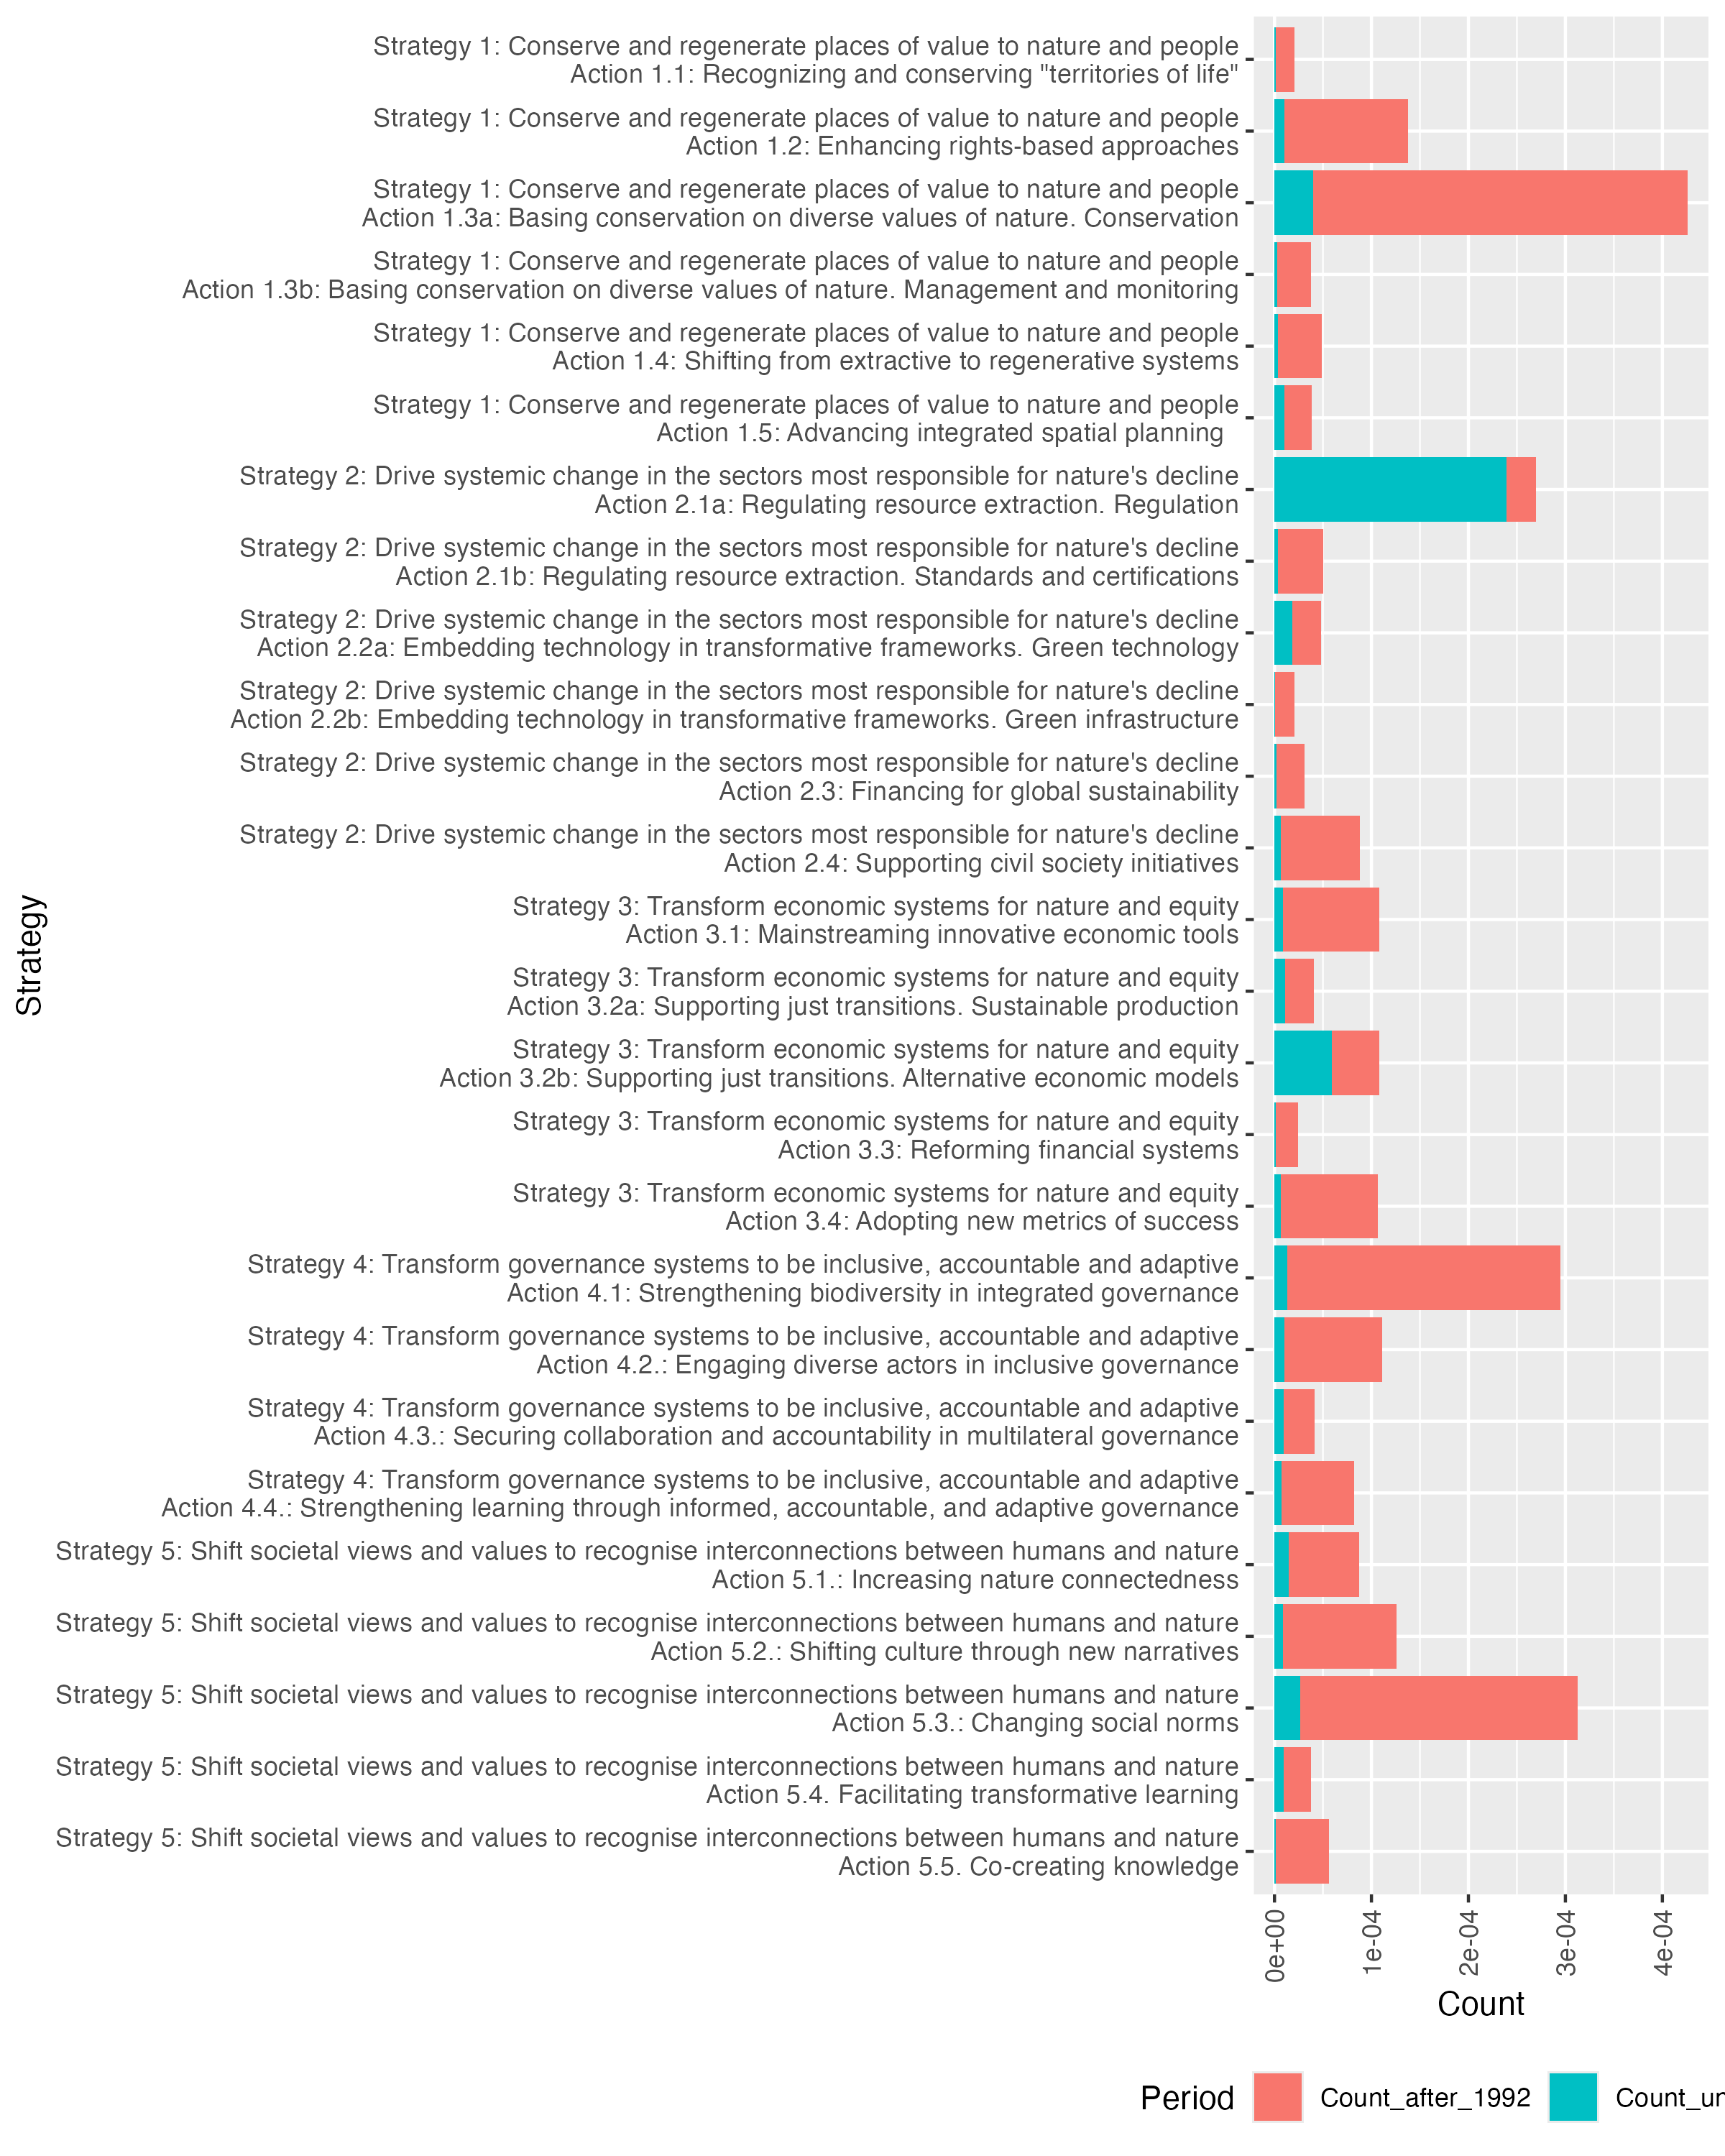 Strategy 1: Conserve and regenerate places of value to nature and people
Action 1.1: Recognizing and conserving "territories of life"
Strategy 1: Conserve and regenerate places of value to nature and people
Action 1.2: Enhancing rights-based approaches
Strategy 1: Conserve and regenerate places of value to nature and people
Action 1.3a: Basing conservation on diverse values of nature. Conservation
Strategy 1: Conserve and regenerate places of value to nature and people
Action 1.3b: Basing conservation on diverse values of nature. Management and monitoring
Strategy 1: Conserve and regenerate places of value to nature and people
Action 1.4: Shifting from extractive to regenerative systems
Strategy 1: Conserve and regenerate places of value to nature and people
Action 1.5: Advancing integrated spatial planning
Strategy 2: Drive systemic change in the sectors most responsible for nature's decline
Action 2.1a: Regulating resource extraction. Regulation
Strategy 2: Drive systemic change in the sectors most responsible for nature's decline
Action 2.1b: Regulating resource extraction. Standards and certifications
Strategy 2: Drive systemic change in the sectors most responsible for nature's decline
Action 2.2a: Embedding technology in transformative frameworks. Green technology
Strategy 2: Drive systemic change in the sectors most responsible for nature's decline
Action 2.2b: Embedding technology in transformative frameworks. Green infrastructure
Strategy 2: Drive systemic change in the sectors most responsible for nature's decline
Action 2.3: Financing for global sustainability
Strategy 2: Drive systemic change in the sectors most responsible for nature's decline
Action 2.4: Supporting civil society initiatives
Strategy 3: Transform economic systems for nature and equity
Action 3.1: Mainstreaming innovative economic tools
Strategy 3: Transform economic systems for nature and equity
Action 3.2a: Supporting just transitions. Sustainable production
Strategy 3: Transform economic systems for nature and equity
Action 3.2b: Supporting just transitions. Alternative economic models
Strategy 3: Transform economic systems for nature and equity
Action 3.3: Reforming financial systems
Strategy 3: Transform economic systems for nature and equity
Action 3.4: Adopting new metrics of success
Strategy 4: Transform governance systems to be inclusive, accountable and adaptive
Action 4.1: Strengthening biodiversity in integrated governance
Strategy 4: Transform governance systems to be inclusive, accountable and adaptive
Action 4.2.: Engaging diverse actors in inclusive governance
Strategy 4: Transform governance systems to be inclusive, accountable and adaptive
Action 4.3.: Securing collaboration and accountability in multilateral governance
Strategy 4: Transform governance systems to be inclusive, accountable and adaptive
Action 4.4.: Strengthening learning through informed, accountable, and adaptive governance
Strategy 5: Shift societal views and values to recognise interconnections between humans and nature
Action 5.1.: Increasing nature connectedness
Strategy 5: Shift societal views and values to recognise interconnections between humans and nature
Action 5.2.: Shifting culture through new narratives
Strategy 5: Shift societal views and values to recognise interconnections between humans and nature
Action 5.3.: Changing social norms
Strategy 5: Shift societal views and values to recognise interconnections between humans and nature
Action 5.4. Facilitating transformative learning
Strategy 5: Shift societal views and values to recognise interconnections between humans and nature
Action 5.5. Co-creating knowledge
Strategy
0e+00
1e-04
2e-04
3e-04
4e-04
Count
Period
Count_after_1992